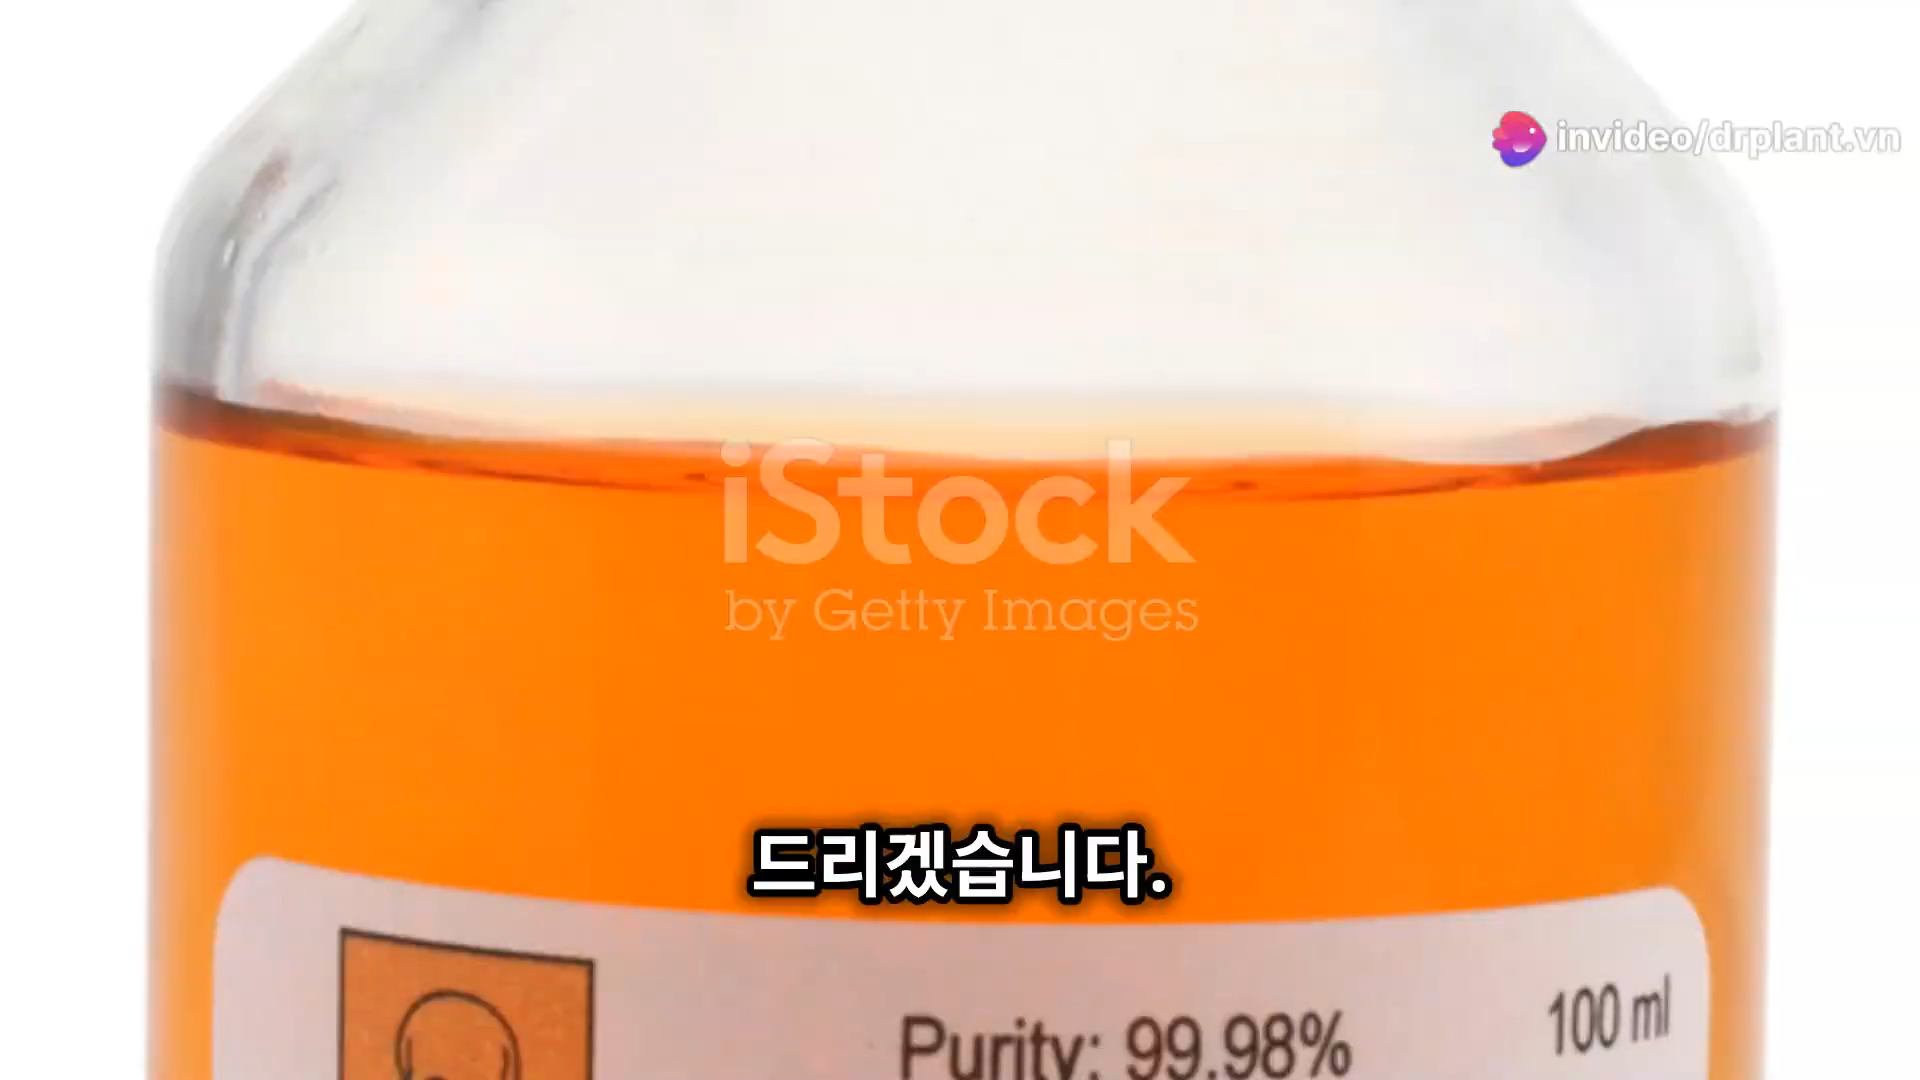 invideo/drplant.vn
iStock
by Getty Images
드리겠습니다.
Purity: 99.98%
100 ml